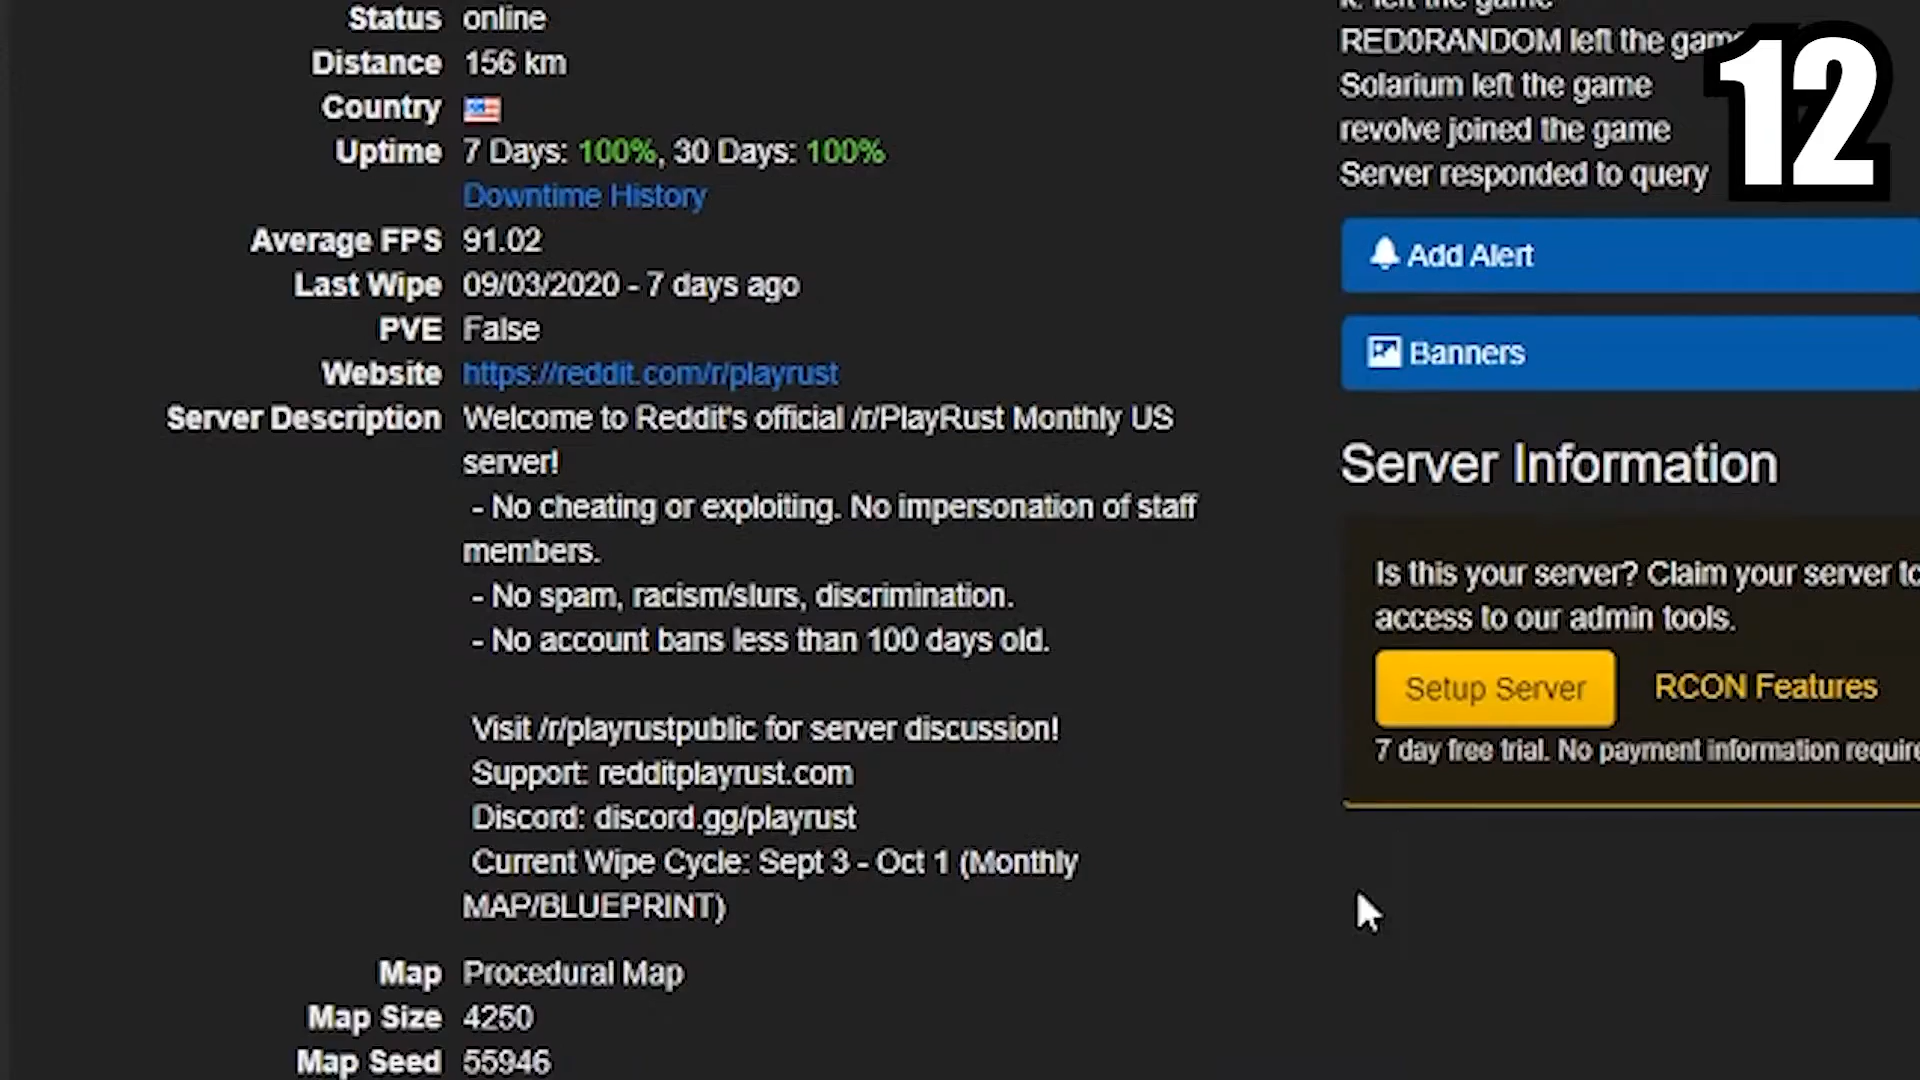 Status online
Distance 156 km
Country
Uptime 7 Days: 100%, 30 Days: 100%
Downtime History
Average FPS 91.02
Last Wipe 09/03/2020 - 7 days ago
PVE False
Website https://reddit.com/r/playrust
Server Description Welcome to Reddit's official /r/PlayRust Monthly US
server!
- No cheating or exploiting. No impersonation of staff
members.
- No spam, racism/slurs, discrimination.
- No account bans less than 100 days old.
Visit /r/playrustpublic for server discussion!
Support: redditplayrust.com
Discord: discord.gg/playrust
Current Wipe Cycle: Sept 3 - Oct 1 (Monthly
MAP/BLUEPRINT)
Map Procedural Map
Map Size 4250
Map Seed 55946
left the game
RED0RANDOM left the game
Solarium left the game
revolve joined the game
Server responded to query
12
Add Alert
Banners
Server Information
Is this your server? Claim your server to
access to our admin tools.
Setup Server RCON Features
7 day free trial. No payment information require